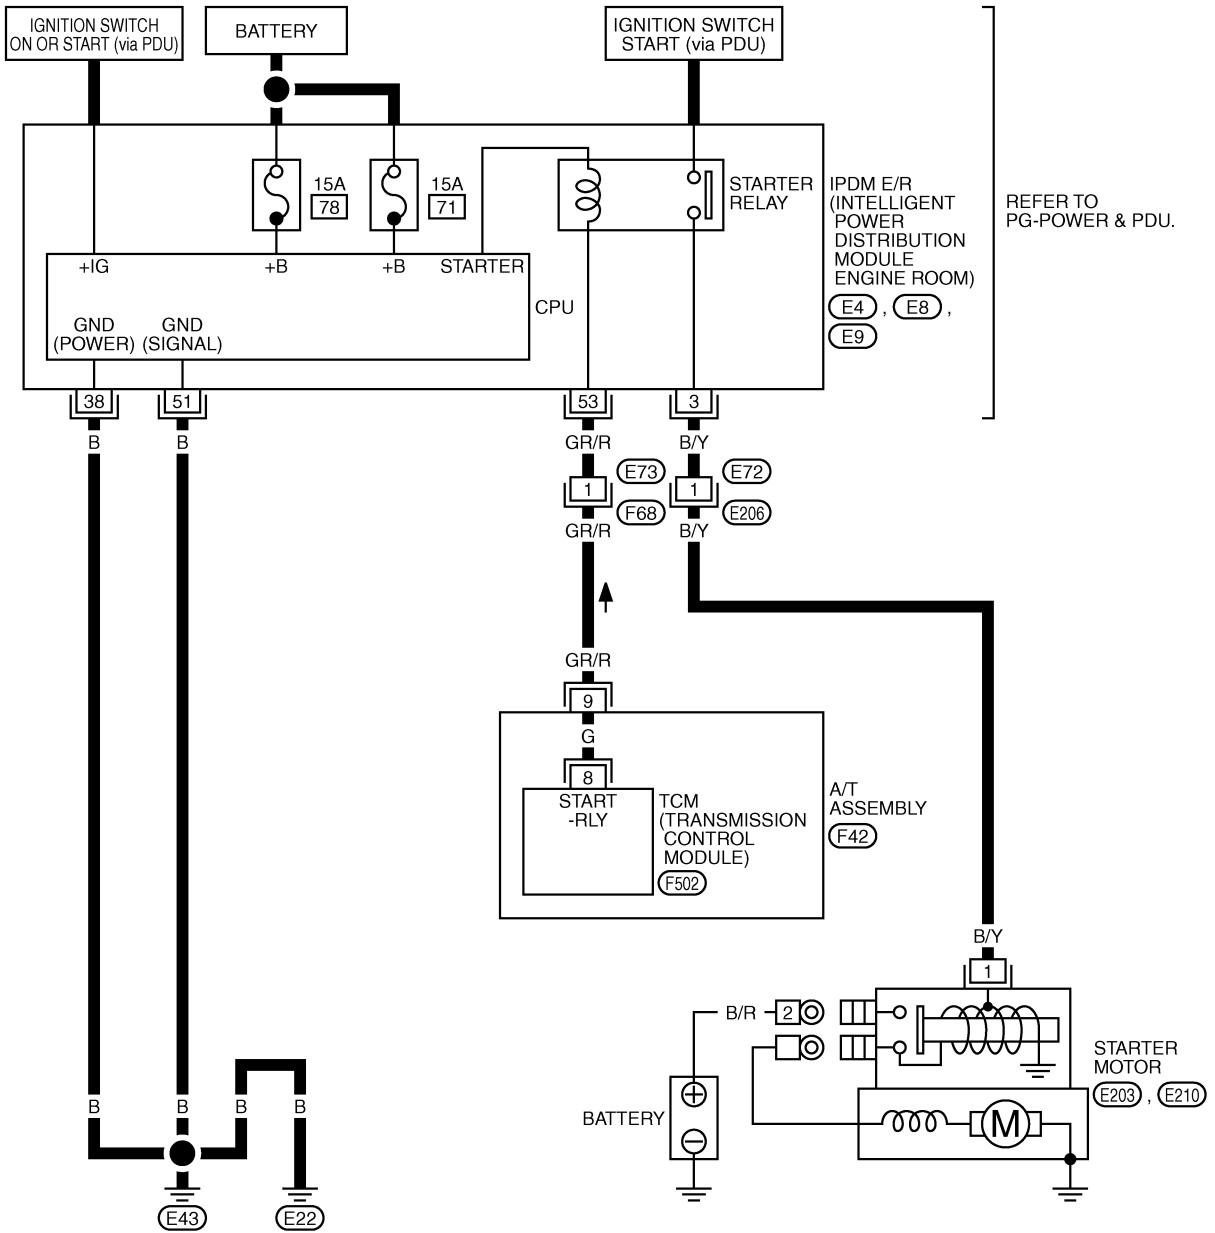 IGNITION SWITCH
ON OR START (via PDU)
BATTERY
IGNITION SWITCH
START (via PDU)
15A
78
15A
71
STARTER
RELAY
IPDM E/R
(INTELLIGENT
POWER
DISTRIBUTION
MODULE
ENGINE ROOM)
E4 , E8 ,
E9
REFER TO
PG-POWER & PDU.
+IG
+B
+B
STARTER
CPU
GND
(POWER)
GND
(SIGNAL)
38
51
53
3
B
B
GR/R
B/Y
E73
E72
1
1
F68
E206
GR/R
B/Y
GR/R
9
G
8
START
-RLY
TCM
(TRANSMISSION
CONTROL
MODULE)
F502
A/T
ASSEMBLY
F42
B/Y
1
B/R
2
STARTER
MOTOR
E203 , E210
BATTERY
M
B
B
B
B
E43
E22